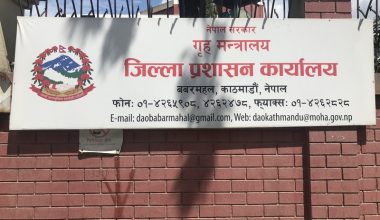 नेपाल सरकार
गृह मन्त्रालय
जिल्ला प्रशासन कार्यालय
बबरमहल, काठमाडौं, नेपाल
फोनः ०१-४२६५९०८, ४२६२४७८, फ्याक्सः ०१-४२६२८२८
E-mail: daobabarmahal@gmail.com, Web: daokathmandu@moha.gov.np